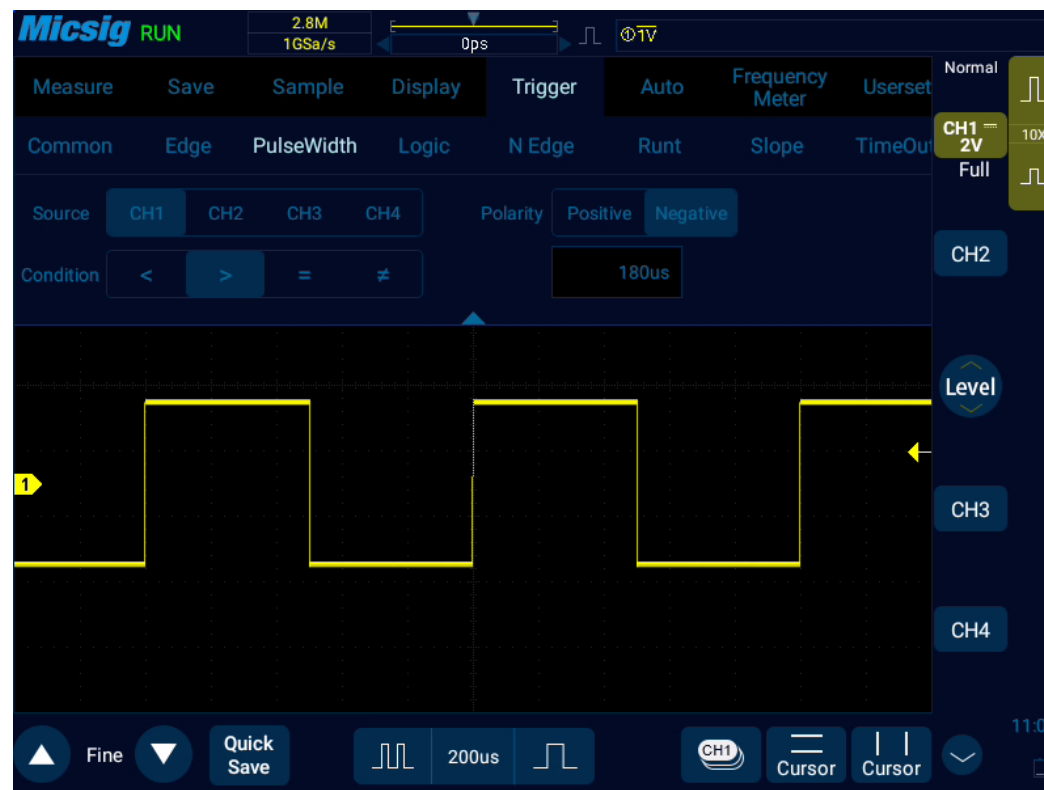 Micsig RUN 2.8M 1GSa/s 0ps ①1V
Measure Save Sample Display Trigger Auto Frequency Meter Userset
Normal
Common Edge PulseWidth Logic N Edge Runt Slope TimeOut
CH1 2V 10X
Full
Source CH1 CH2 CH3 CH4 Polarity Positive Negative
CH2
Condition < > = ≠ 180us
Level
1
CH3
CH4
Fine Quick Save 200us CH1 Cursor Cursor
11:0